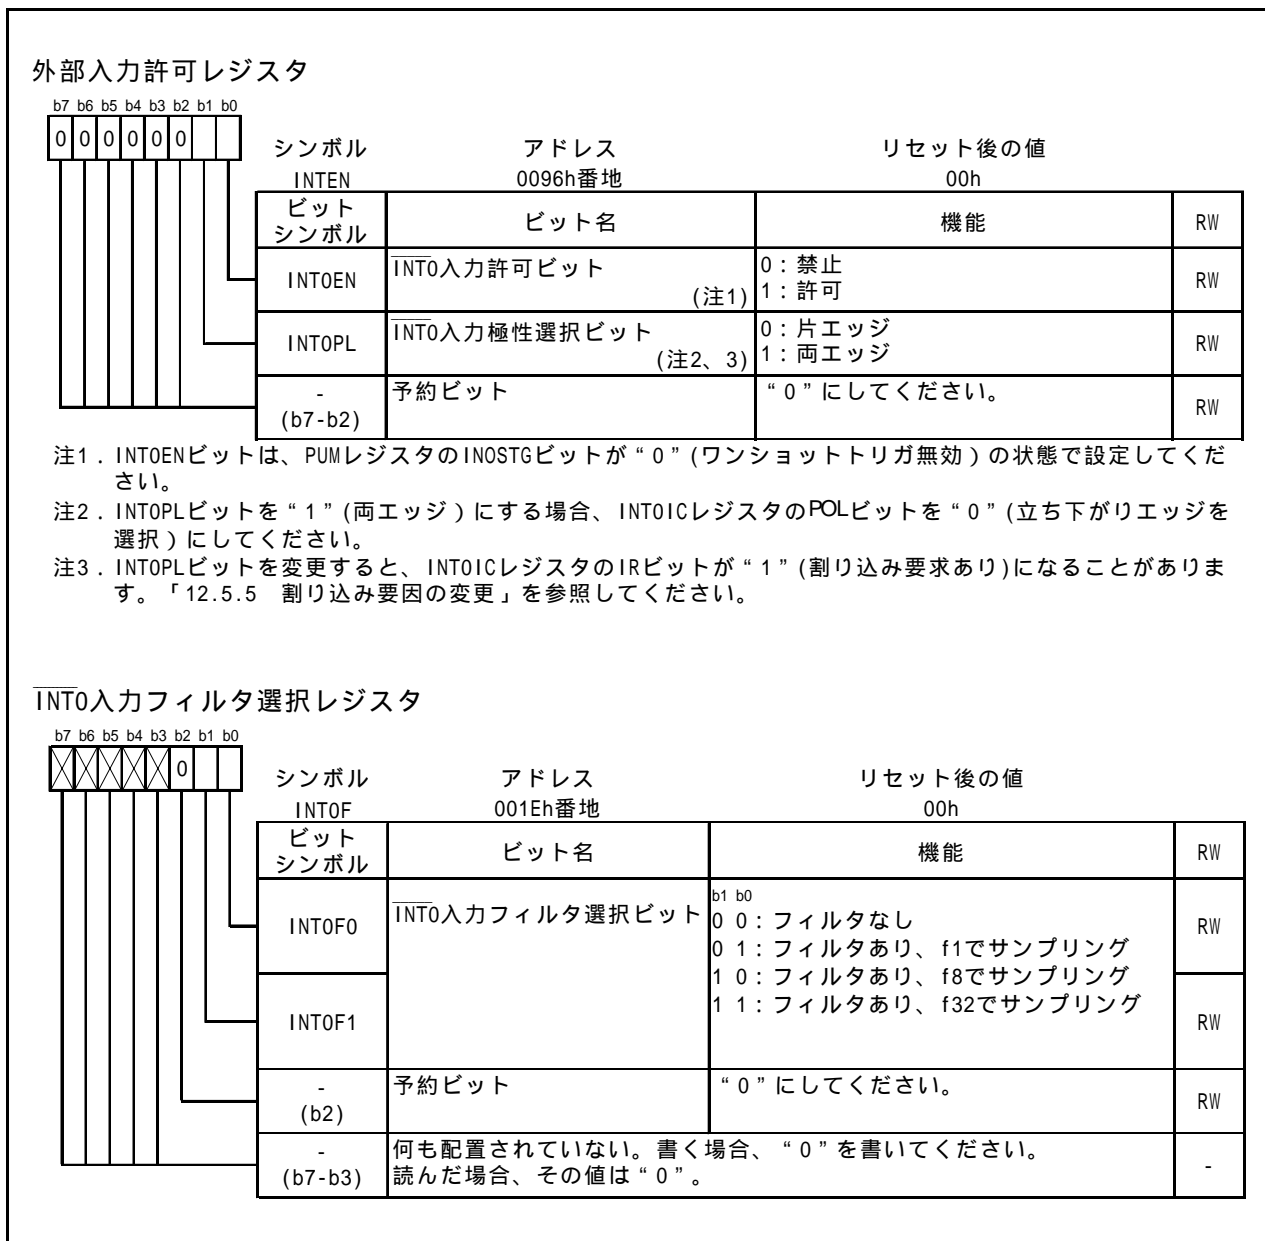 外部入力許可レジスタ
b7 b6 b5 b4 b3 b2 b1 b0
0 0 0 0 0 0
シンボル アドレス リセット後の値
INTEN 0096h番地 00h
ビット
シンボル ビット名 機能 RW
INT0EN INT0入力許可ビット (注1) 0：禁止 RW
1：許可
INT0PL INT0入力極性選択ビット (注2、3) 0：片エッジ RW
1：両エッジ
-
(b7-b2) 予約ビット “0”にしてください。 RW
注1．INT0ENビットは、PUMレジスタのINOSTGビットが“0”(ワンショットトリガ無効)の状態で設定してくだ
さい。
注2．INT0PLビットを“1”(両エッジ)にする場合、INT0ICレジスタのPOLビットを“0”(立ち下がりエッジを
選択)にしてください。
注3．INT0PLビットを変更すると、INT0ICレジスタのIRビットが“1”(割り込み要求あり)になることがありま
す。「12.5.5 割り込み要因の変更」を参照してください。
INT0入力フィルタ選択レジスタ
b7 b6 b5 b4 b3 b2 b1 b0
0
シンボル アドレス リセット後の値
INT0F 001Eh番地 00h
ビット
シンボル ビット名 機能 RW
INT0F0 INT0入力フィルタ選択ビット b1 b0 RW
0 0：フィルタなし
0 1：フィルタあり、f1でサンプリング
1 0：フィルタあり、f8でサンプリング
1 1：フィルタあり、f32でサンプリング
INT0F1 RW
-
(b2) 予約ビット “0”にしてください。 RW
-
(b7-b3) 何も配置されていない。書く場合、“0”を書いてください。 -
読んだ場合、その値は“0”。